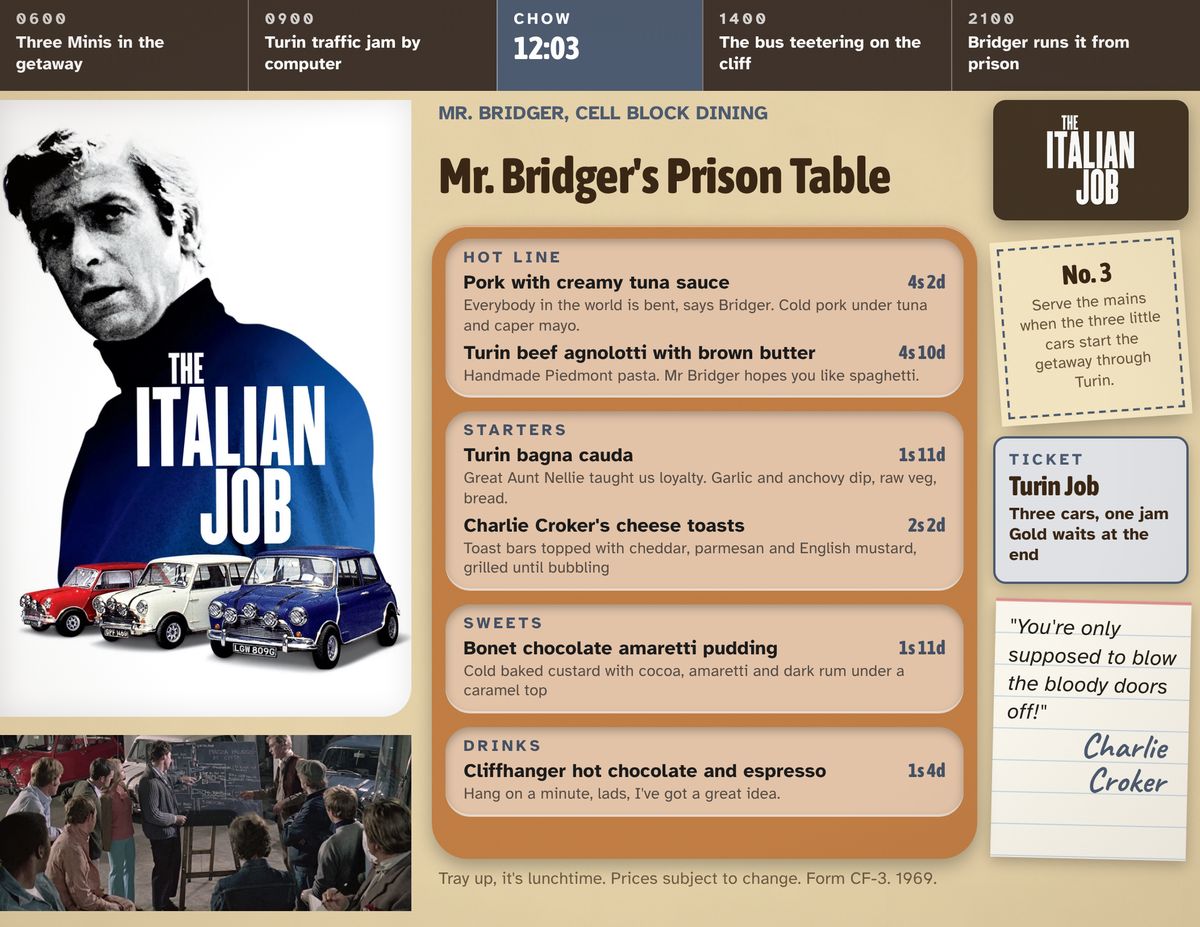 0600
Three Minis in the
getaway
0900
Turin traffic jam by
computer
CHOW
12:03
1400
The bus teetering on the
cliff
2100
Bridger runs it from
prison
THE
ITALIAN
JOB
GPF 146G
LGW 809G
MR. BRIDGER, CELL BLOCK DINING
Mr. Bridger's Prison Table
HOT LINE
Pork with creamy tuna sauce 4s 2d
Everybody in the world is bent, says Bridger. Cold pork under tuna
and caper mayo.
Turin beef agnolotti with brown butter 4s 10d
Handmade Piedmont pasta. Mr Bridger hopes you like spaghetti.
STARTERS
Turin bagna cauda 1s 11d
Great Aunt Nellie taught us loyalty. Garlic and anchovy dip, raw veg,
bread.
Charlie Croker's cheese toasts 2s 2d
Toast bars topped with cheddar, parmesan and English mustard,
grilled until bubbling
SWEETS
Bonet chocolate amaretti pudding 1s 11d
Cold baked custard with cocoa, amaretti and dark rum under a
caramel top
DRINKS
Cliffhanger hot chocolate and espresso 1s 4d
Hang on a minute, lads, I've got a great idea.
Tray up, it's lunchtime. Prices subject to change. Form CF-3. 1969.
THE
ITALIAN
JOB
No. 3
Serve the mains
when the three little
cars start the
getaway through
Turin.
TICKET
Turin Job
Three cars, one jam
Gold waits at the
end
"You're only
supposed to blow
the bloody doors
off!"
Charlie
Croker